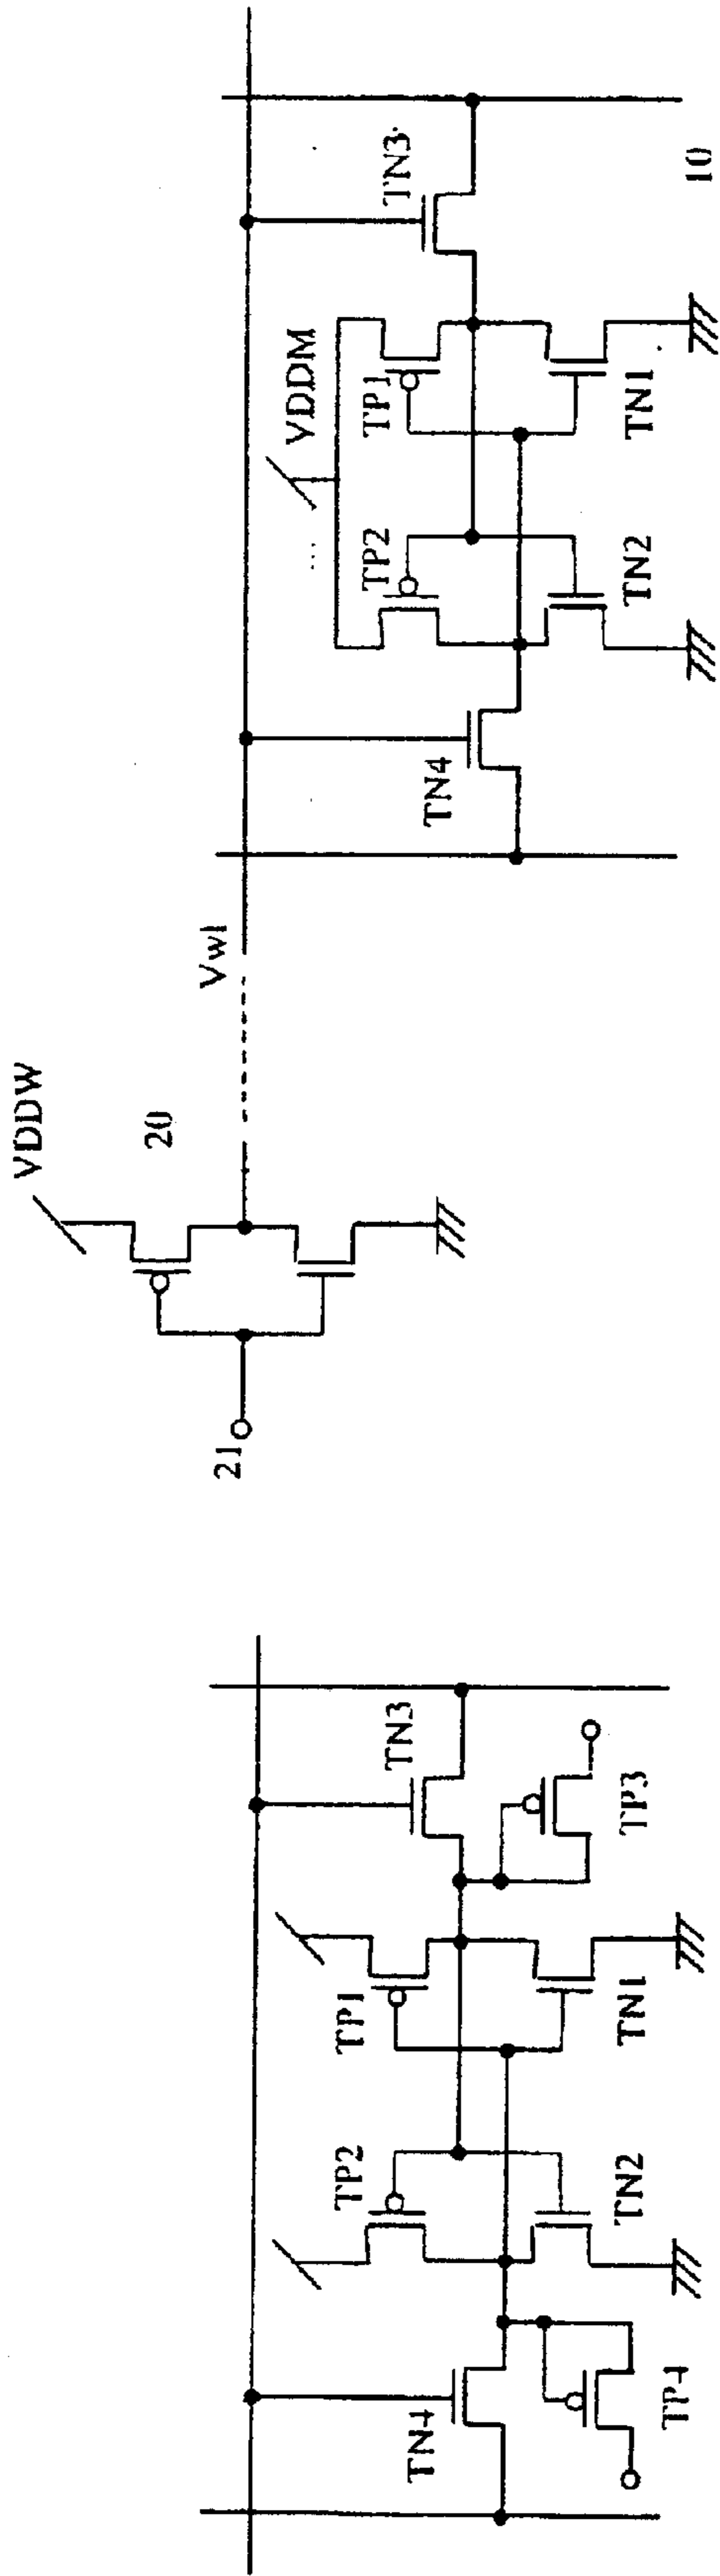 VDDW
20
21
Vwl
VDDM
...
TP2
TP1
TN3
TN4
TN2
TN1
10
TP2
TP1
TN3
TN4
TN2
TN1
TP4
TP3